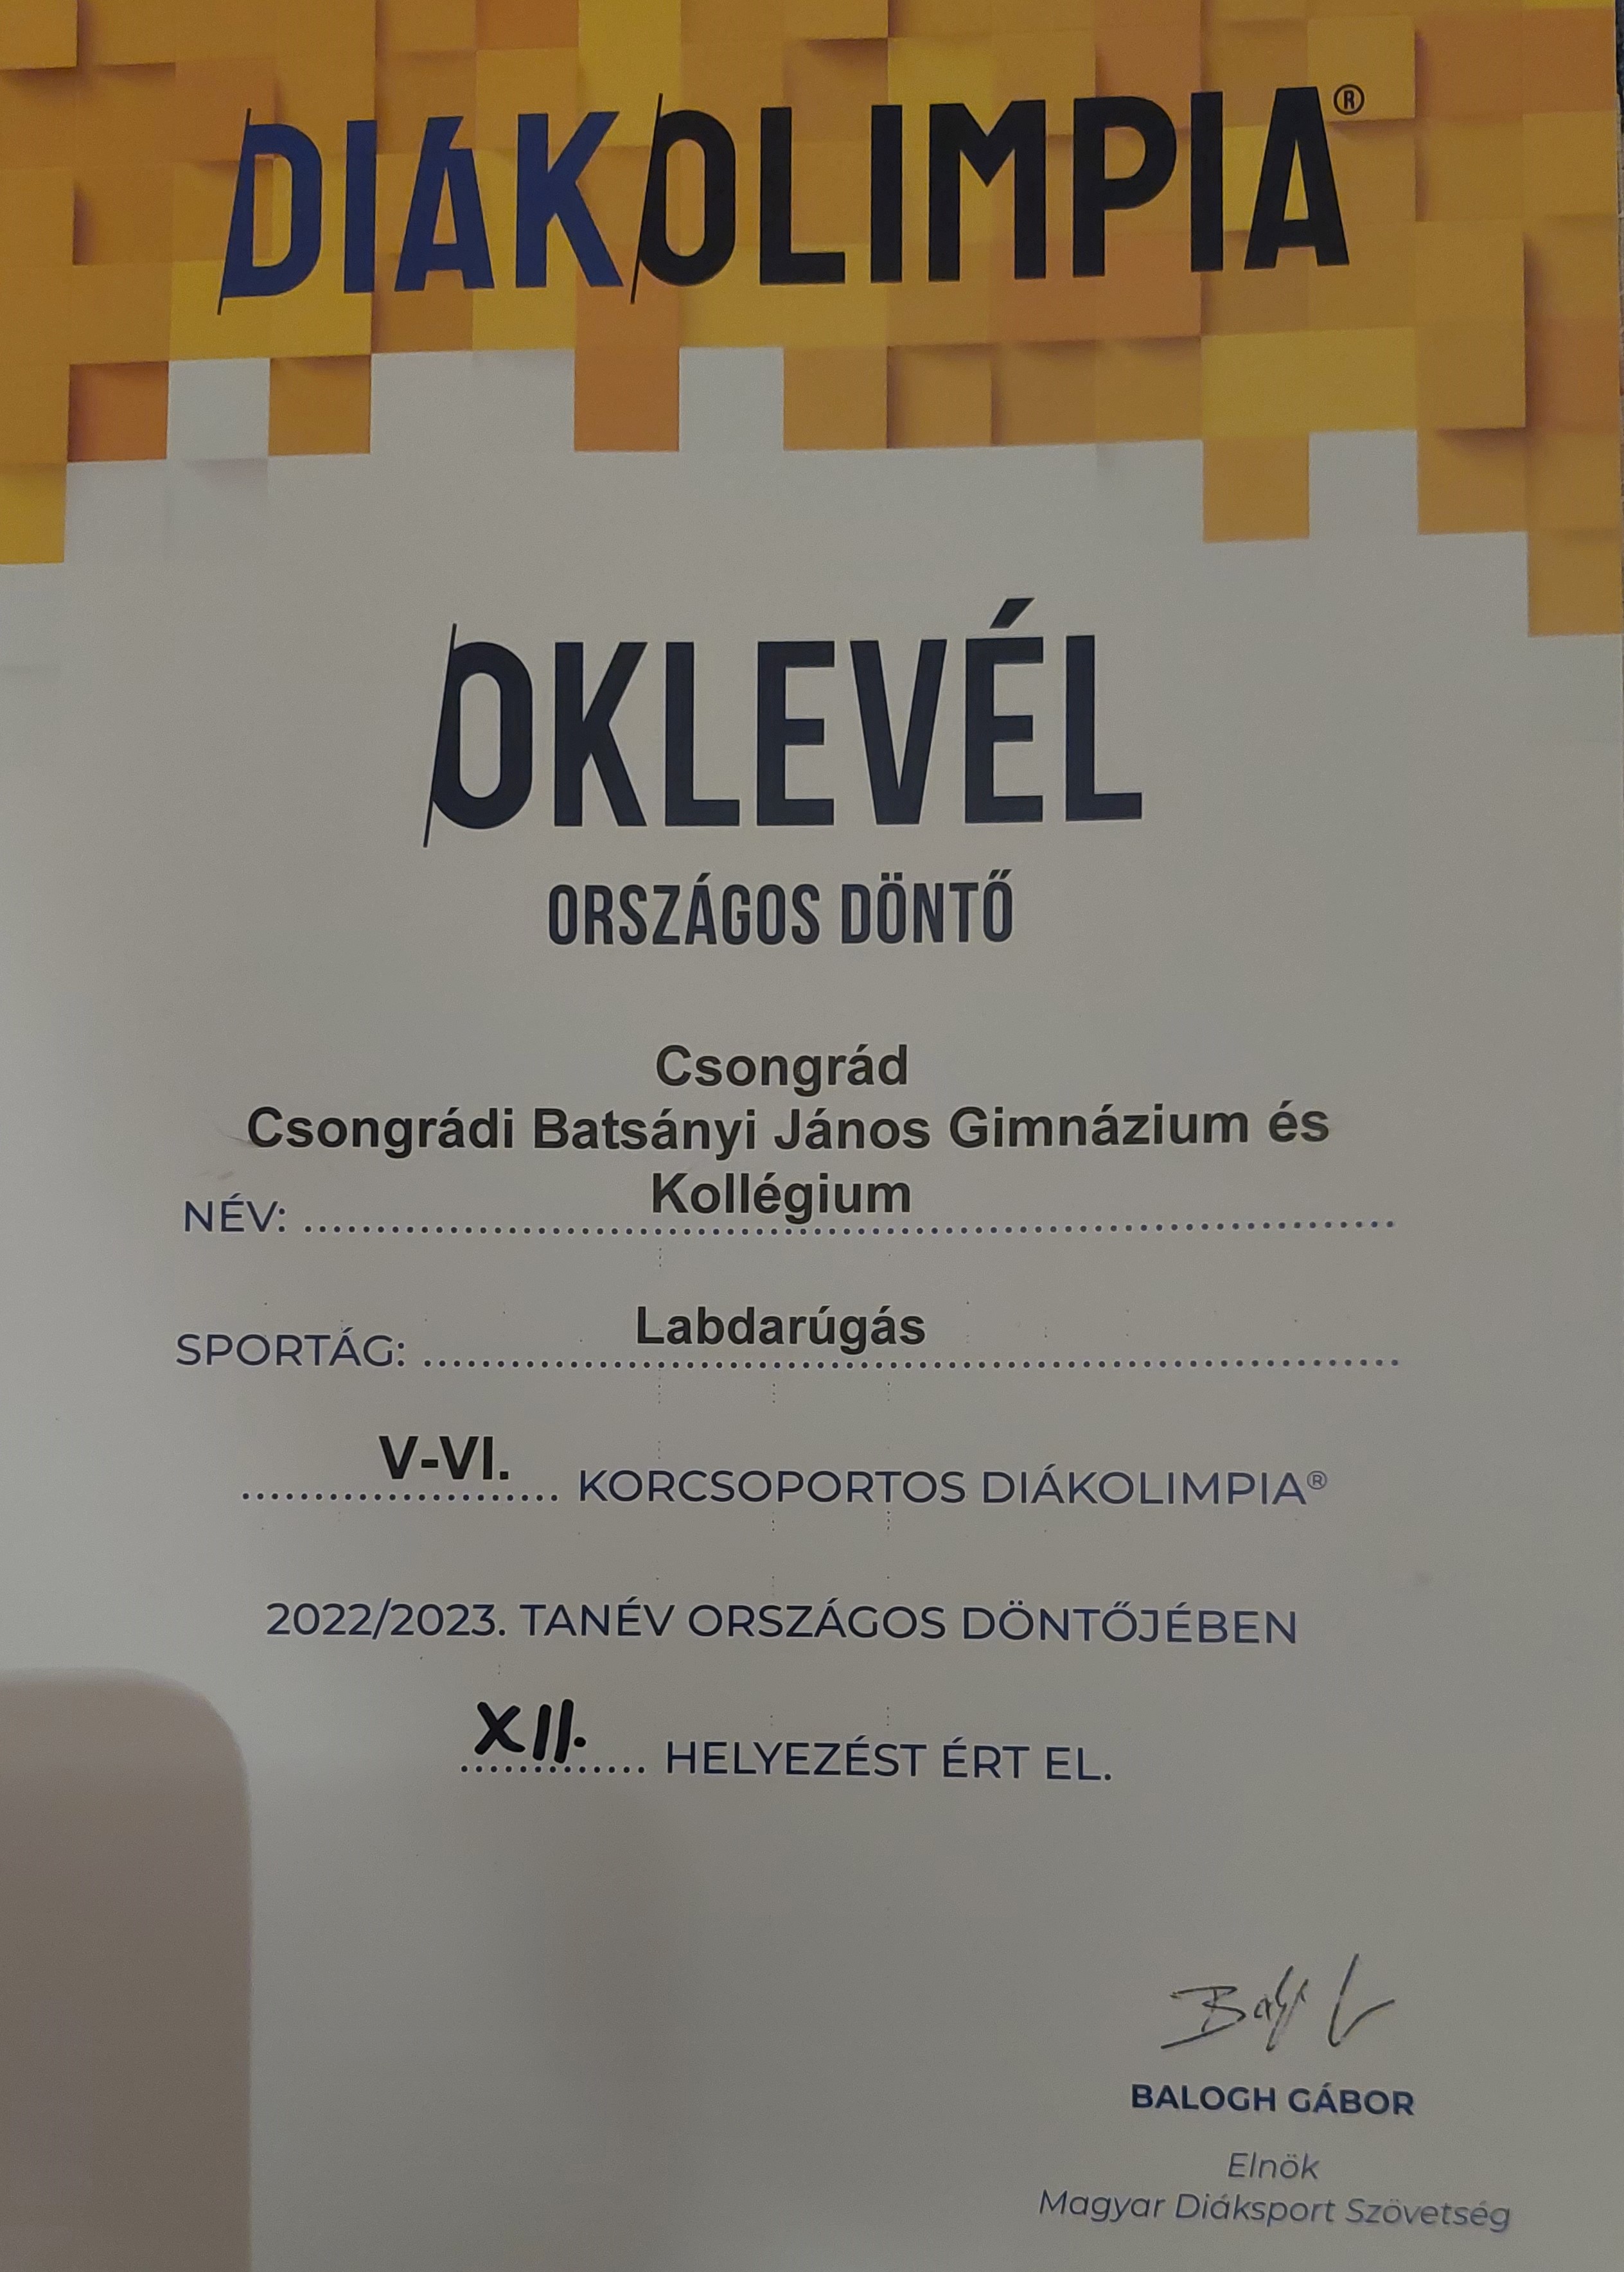 DIÁKOLIMPIA®
OKLEVÉL
ORSZÁGOS DÖNTŐ
Csongrád
Csongrádi Batsányi János Gimnázium és
Kollégium
NÉV:
Labdarúgás
SPORTÁG:
V-VI. KORCSOPORTOS DIÁKOLIMPIA®
2022/2023. TANÉV ORSZÁGOS DÖNTŐJÉBEN
XII. HELYEZÉST ÉRT EL.
BALOGH GÁBOR
Elnök
Magyar Diáksport Szövetség